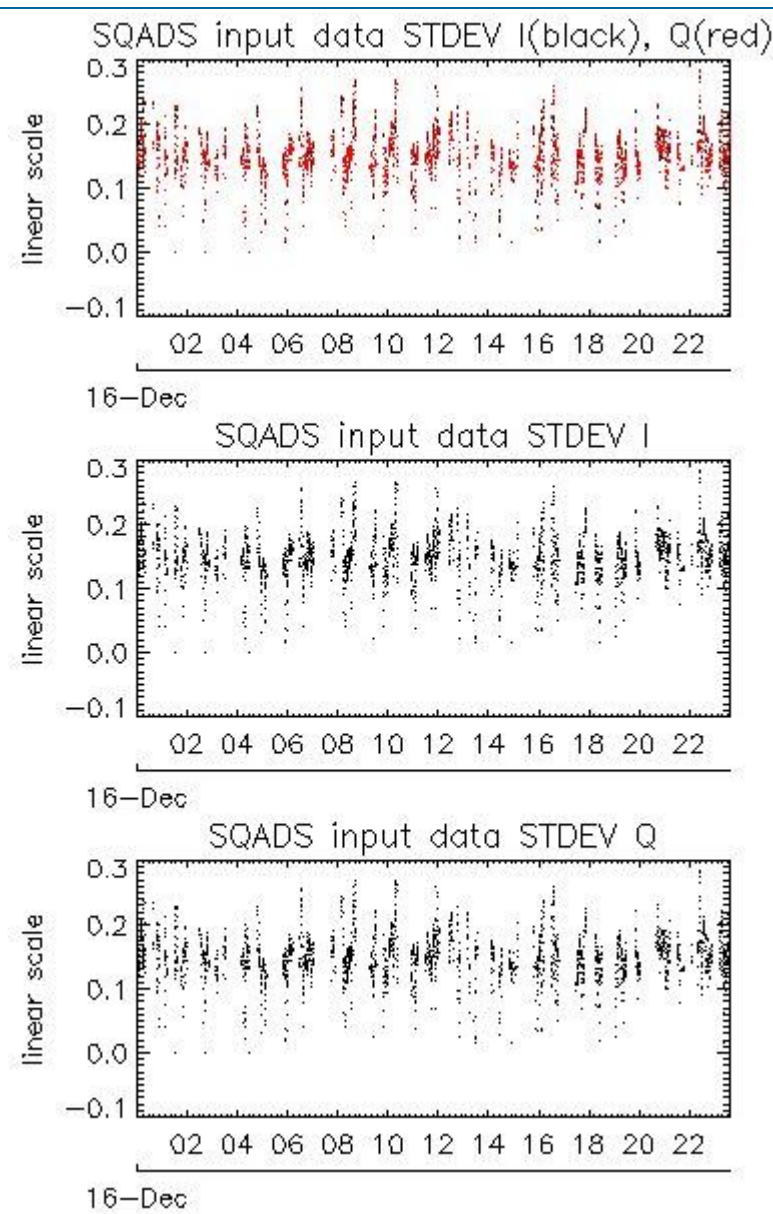 SQADS input data STDEV I(black), Q(red)
0.3
0.2
0.1
0.0
−0.1
linear scale
02 04 06 08 10 12 14 16 18 20 22
16−Dec
SQADS input data STDEV I
0.3
0.2
0.1
0.0
−0.1
linear scale
02 04 06 08 10 12 14 16 18 20 22
16−Dec
SQADS input data STDEV Q
0.3
0.2
0.1
0.0
−0.1
linear scale
02 04 06 08 10 12 14 16 18 20 22
16−Dec